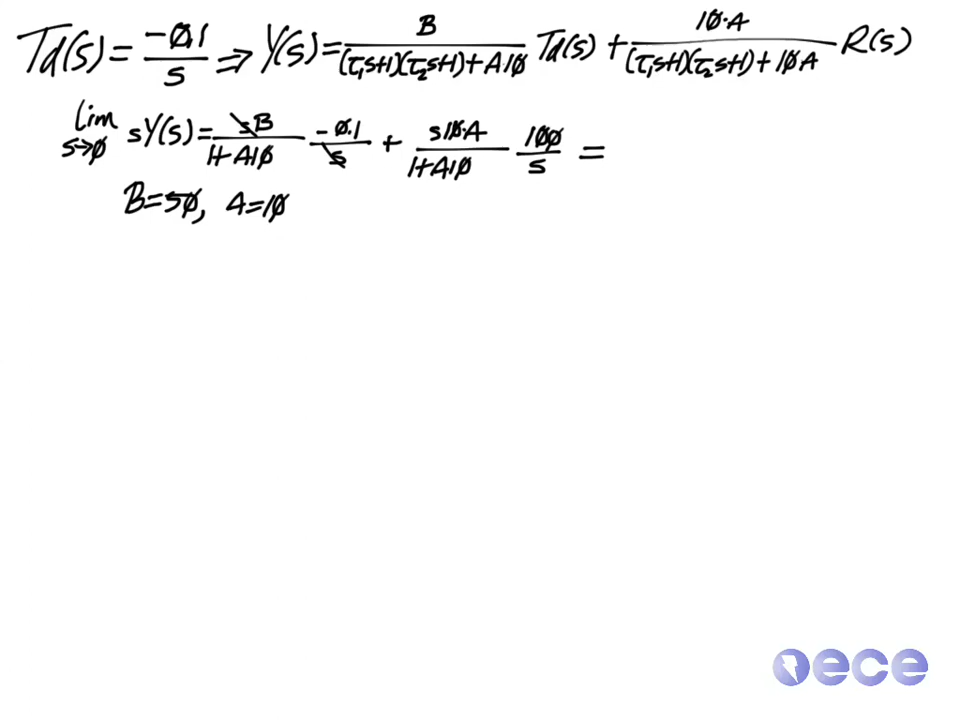 Td(s) = -0.1/s ⇒ Y(s) = B/((τ₁s+1)(τ₂s+1)+A10) Td(s) + 10·A/((τ₁s+1)(τ₂s+1)+10A) R(s)
lim s→0 sY(s) = sB/(1+A10) -0.1/s + s10·A/(1+A10) 100/s =
B=50, A=10
ece